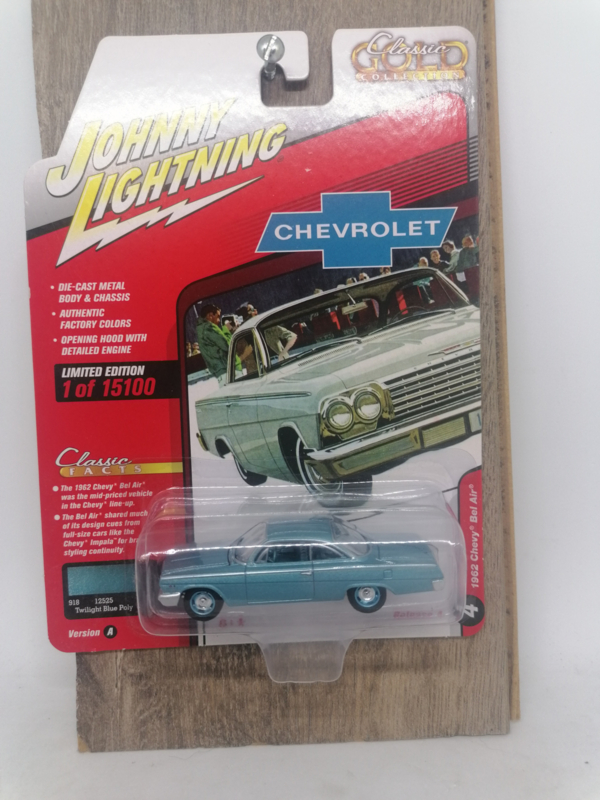 Classic
GOLD
COLLECTION
JOHNNY
LIGHTNING
CHEVROLET
• DIE-CAST METAL
BODY & CHASSIS
• AUTHENTIC
FACTORY COLORS
• OPENING HOOD WITH
DETAILED ENGINE
LIMITED EDITION
1 of 15100
Classic
FACTS
• The 1962 Chevy® Bel Air®
was the mid-priced vehicle
in the Chevy® line-up.
• The Bel Air® shared much
of its design cues from
full-size cars like the
Chevy® Impala® for
styling continuity.
918 12525
Twilight Blue Poly
Version A
1962 Chevy® Bel Air®
4